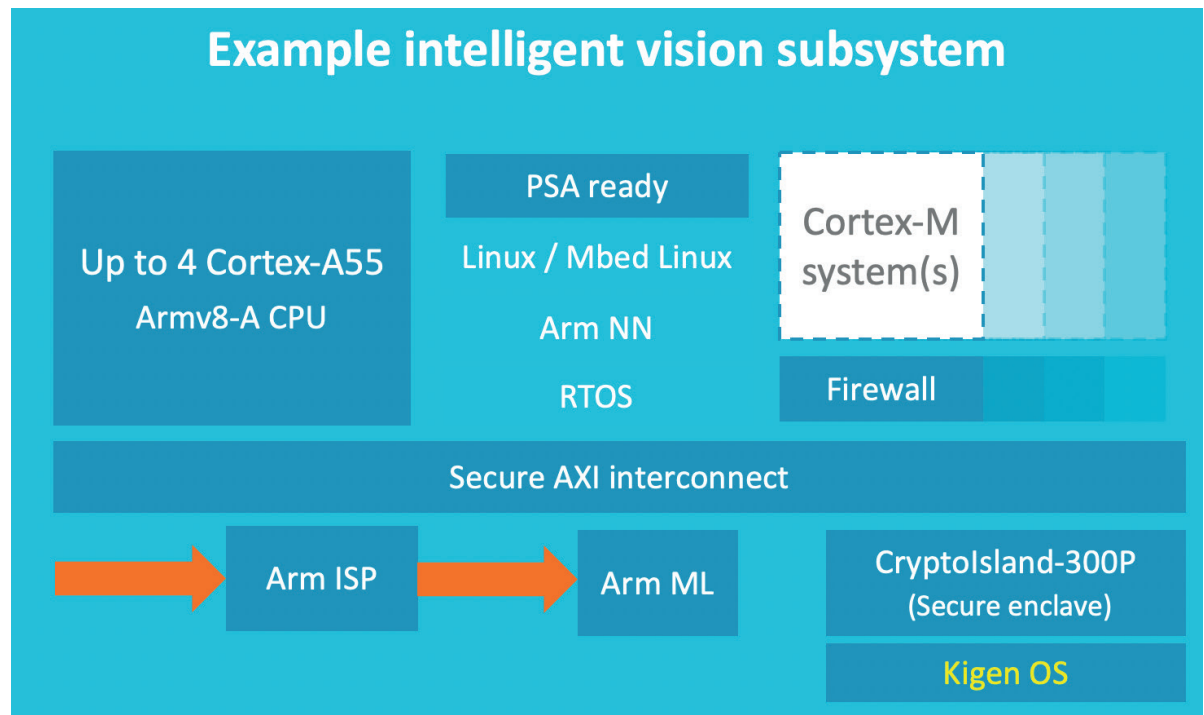 Example intelligent vision subsystem
Up to 4 Cortex-A55
Armv8-A CPU
PSA ready
Linux / Mbed Linux
Arm NN
RTOS
Cortex-M
system(s)
Firewall
Secure AXI interconnect
Arm ISP
Arm ML
CryptoIsland-300P
(Secure enclave)
Kigen OS